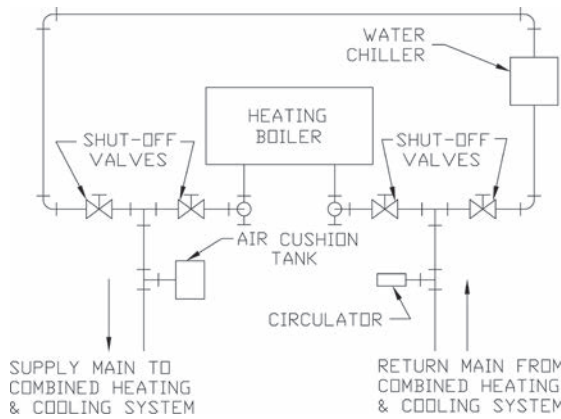 WATER
CHILLER
HEATING
BOILER
SHUT-OFF
VALVES
SHUT-OFF
VALVES
AIR CUSHION
TANK
CIRCULATOR
SUPPLY MAIN TO
COMBINED HEATING
& COOLING SYSTEM
RETURN MAIN FROM
COMBINED HEATING
& COOLING SYSTEM